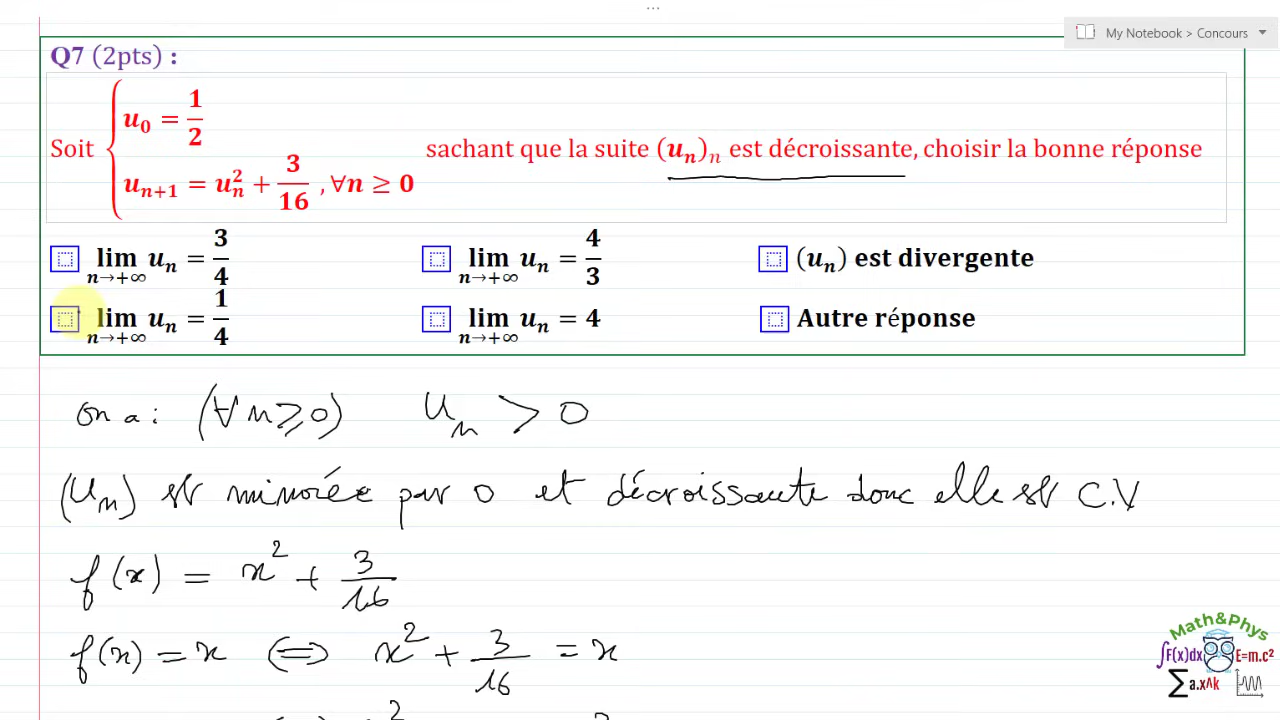 ...
My Notebook > Concours
Q7 (2pts) :
Soit { u₀ = 1/2
uₙ₊₁ = uₙ² + 3/16 , ∀n ≥ 0
sachant que la suite (uₙ)ₙ est décroissante, choisir la bonne réponse
lim n→+∞ uₙ = 3/4
lim n→+∞ uₙ = 4/3
(uₙ) est divergente
lim n→+∞ uₙ = 1/4
lim n→+∞ uₙ = 4
Autre réponse
on a : (∀ n ⩾ 0) Uₙ > 0
(Uₙ) est minorée par 0 et décroissante donc elle est C.V
f(x) = x² + 3/16
f(x) = x ⇔ x² + 3/16 = x
Math&Phys
∫F(x)dx E=m.c²
∑ a.x^k